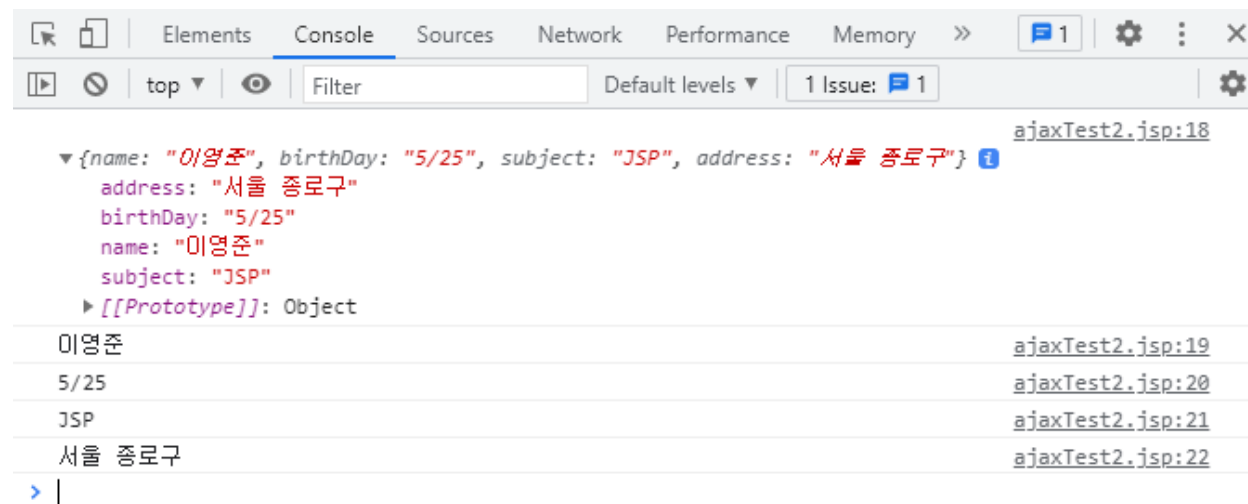 Elements Console Sources Network Performance Memory » 1
top ▼ Filter Default levels ▼ 1 Issue: 1
ajaxTest2.jsp:18
▼{name: "이영준", birthDay: "5/25", subject: "JSP", address: "서울 종로구"} i
address: "서울 종로구"
birthDay: "5/25"
name: "이영준"
subject: "JSP"
▶[[Prototype]]: Object
이영준 ajaxTest2.jsp:19
5/25 ajaxTest2.jsp:20
JSP ajaxTest2.jsp:21
서울 종로구 ajaxTest2.jsp:22
>